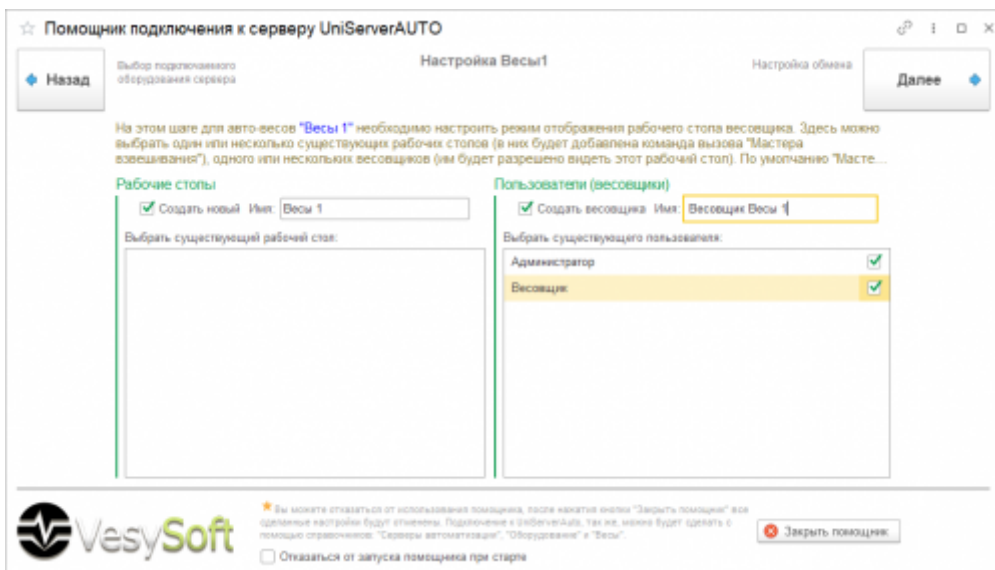 Помощник подключения к серверу UniServerAUTO
Назад
Выбор подключаемого
оборудования сервера
Настройка Весы1
Настройка обмена
Далее
На этом шаге для авто-весов "Весы 1" необходимо настроить режим отображения рабочего стола весовщика. Здесь можно
выбрать один или несколько существующих рабочих столов (в них будет добавлена команда вызова "Мастера
взвешивания"), одного или нескольких весовщиков (им будет разрешено видеть этот рабочий стол). По умолчанию "Масте...
Рабочие столы
Пользователи (весовщики)
Создать новый Имя: Весы 1
Создать весовщика Имя: Весовщик Весы 1
Выбрать существующий рабочий стол:
Выбрать существующего пользователя:
Администратор
Весовщик
VesySoft
Вы можете отказаться от использования помощника, после нажатия кнопки "Закрыть помощник" все
сделанные настройки будут отменены. Подключение к UniServerAuto, так же, можно будет сделать с
помощью справочников: "Серверы автоматизации", "Оборудование" и "Весы".
Отказаться от запуска помощника при старте
Закрыть помощник